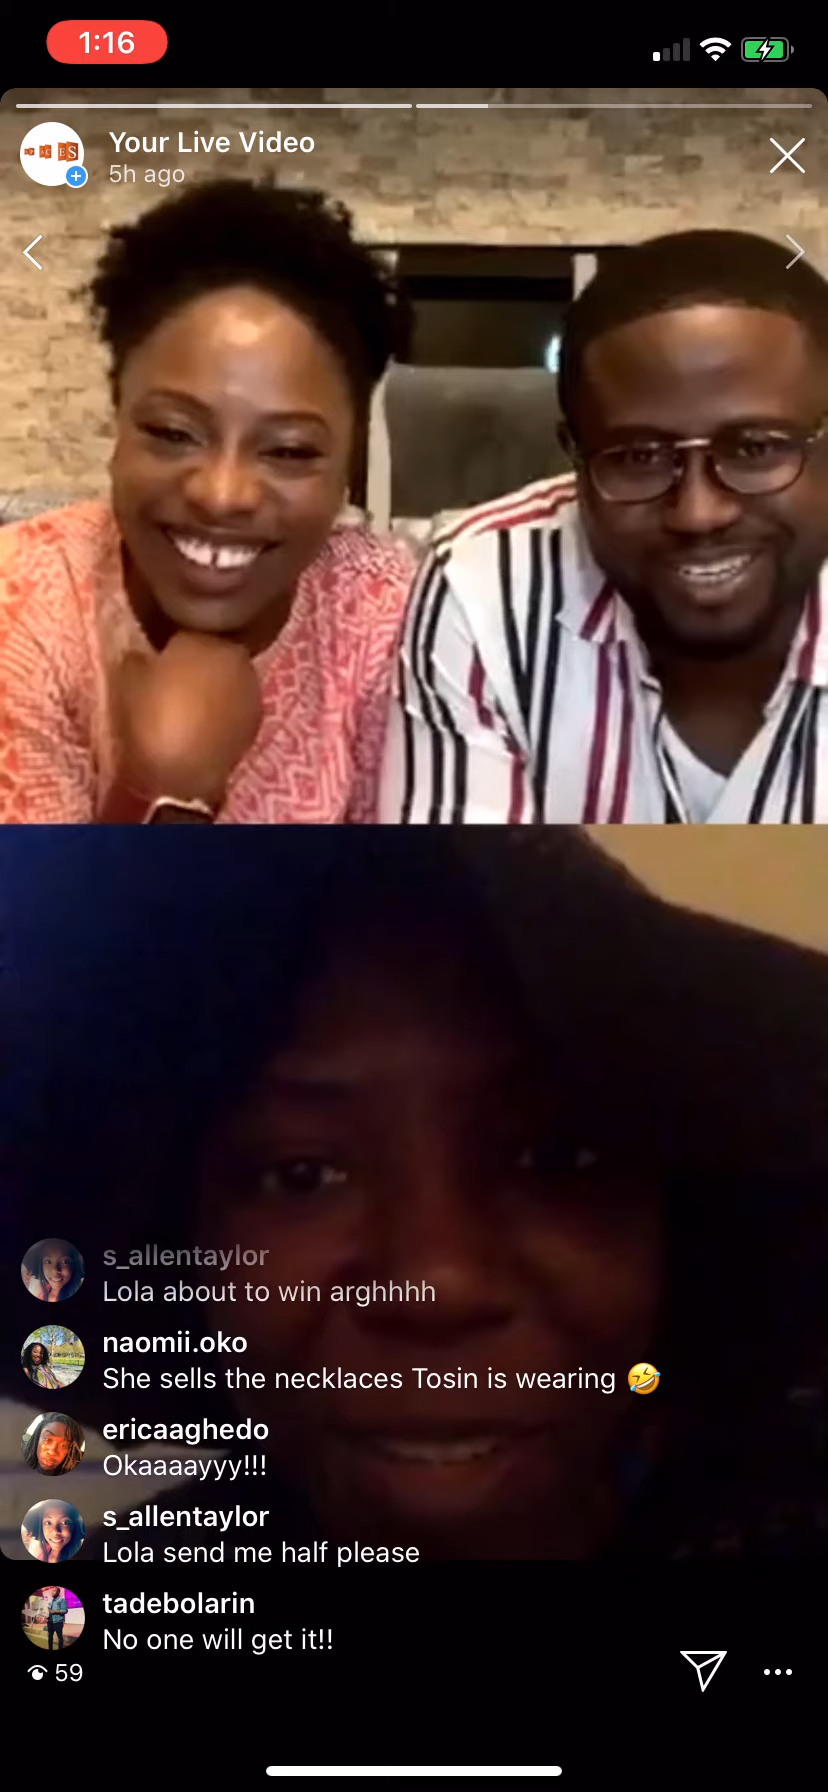 1:16
Your Live Video
5h ago
s_allentaylor
Lola about to win arghhhh
naomii.oko
She sells the necklaces Tosin is wearing 🤣
ericaaghedo
Okaaaayyy!!!
s_allentaylor
Lola send me half please
tadebolarin
No one will get it!!
59